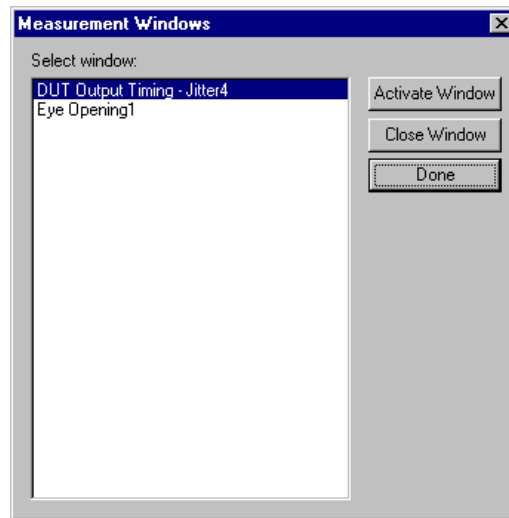 Measurement Windows
Select window:
DUT Output Timing - Jitter4
Eye Opening1
Activate Window
Close Window
Done